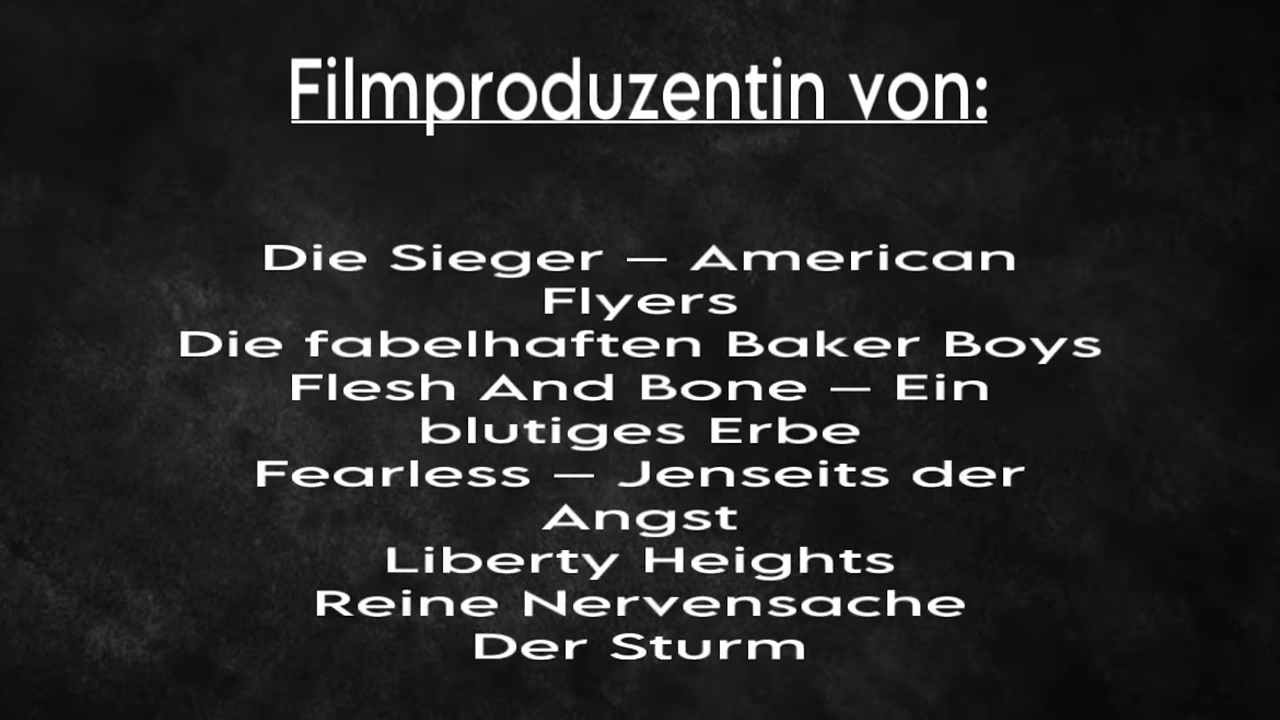 Filmproduzentin von:
Die Sieger – American
Flyers
Die fabelhaften Baker Boys
Flesh And Bone – Ein
blutiges Erbe
Fearless – Jenseits der
Angst
Liberty Heights
Reine Nervensache
Der Sturm